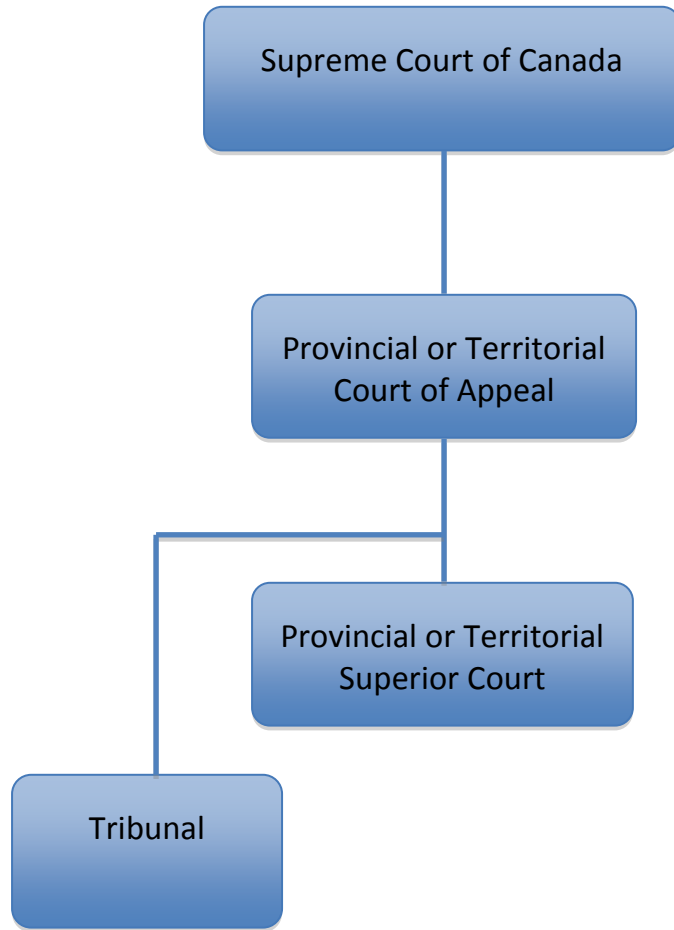 Supreme Court of Canada
Provincial or Territorial
Court of Appeal
Provincial or Territorial
Superior Court
Tribunal